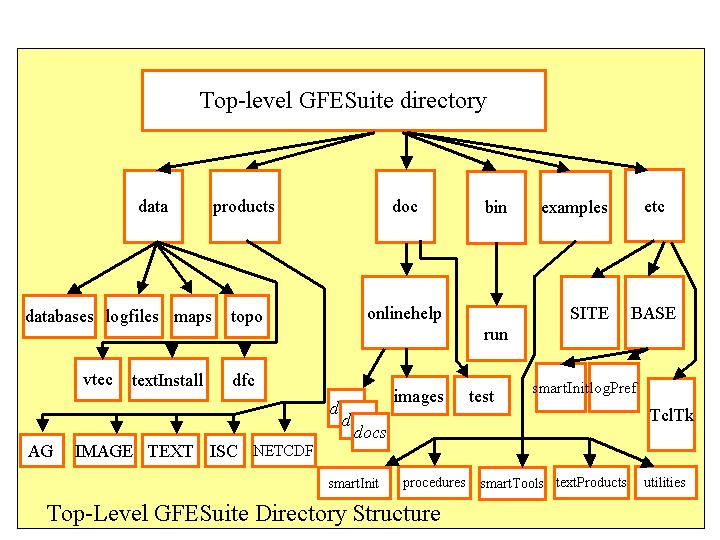 Top-level GFESuite directory
data
products
doc
bin
examples
etc
databases
logfiles
maps
topo
onlinehelp
run
SITE
BASE
vtec
textInstall
dfc
images
test
smartInit
logPref
TclTk
d
d
docs
AG
IMAGE
TEXT
ISC
NETCDF
smartInit
procedures
smartTools
textProducts
utilities
Top-Level GFESuite Directory Structure